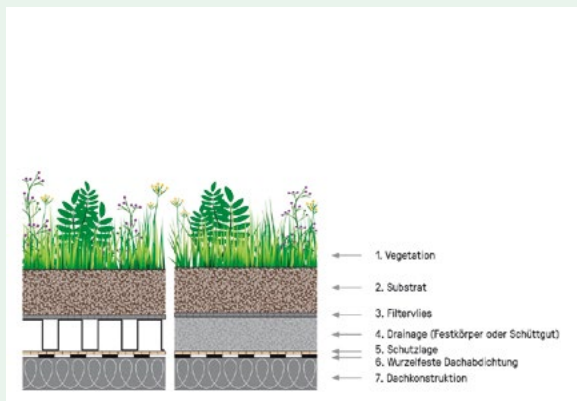 1. Vegetation
2. Substrat
3. Filtervlies
4. Drainage (Festkörper oder Schüttgut)
5. Schutzlage
6. Wurzelfeste Dachabdichtung
7. Dachkonstruktion